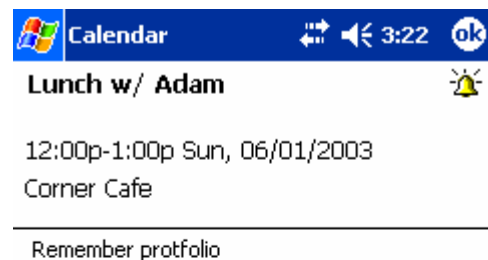 Calendar 3:22 ok
Lunch w/ Adam
12:00p-1:00p Sun, 06/01/2003
Corner Cafe
Remember protfolio